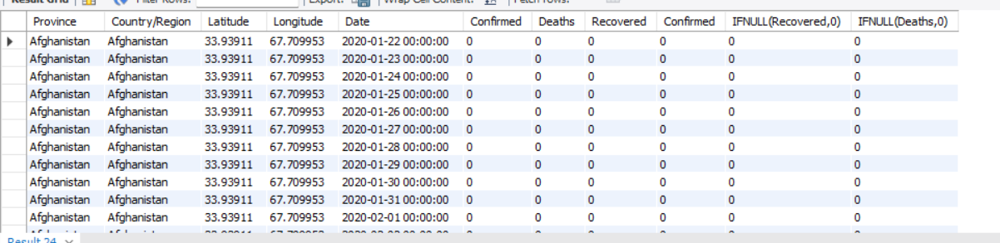 Result Grid Filter Rows: Export: Wrap Cell Content: Fetch rows:
Province Country/Region Latitude Longitude Date Confirmed Deaths Recovered Confirmed IFNULL(Recovered,0) IFNULL(Deaths,0)
Afghanistan Afghanistan 33.93911 67.709953 2020-01-22 00:00:00 0 0 0 0 0 0
Afghanistan Afghanistan 33.93911 67.709953 2020-01-23 00:00:00 0 0 0 0 0 0
Afghanistan Afghanistan 33.93911 67.709953 2020-01-24 00:00:00 0 0 0 0 0 0
Afghanistan Afghanistan 33.93911 67.709953 2020-01-25 00:00:00 0 0 0 0 0 0
Afghanistan Afghanistan 33.93911 67.709953 2020-01-26 00:00:00 0 0 0 0 0 0
Afghanistan Afghanistan 33.93911 67.709953 2020-01-27 00:00:00 0 0 0 0 0 0
Afghanistan Afghanistan 33.93911 67.709953 2020-01-28 00:00:00 0 0 0 0 0 0
Afghanistan Afghanistan 33.93911 67.709953 2020-01-29 00:00:00 0 0 0 0 0 0
Afghanistan Afghanistan 33.93911 67.709953 2020-01-30 00:00:00 0 0 0 0 0 0
Afghanistan Afghanistan 33.93911 67.709953 2020-01-31 00:00:00 0 0 0 0 0 0
Afghanistan Afghanistan 33.93911 67.709953 2020-02-01 00:00:00 0 0 0 0 0 0
Result 24